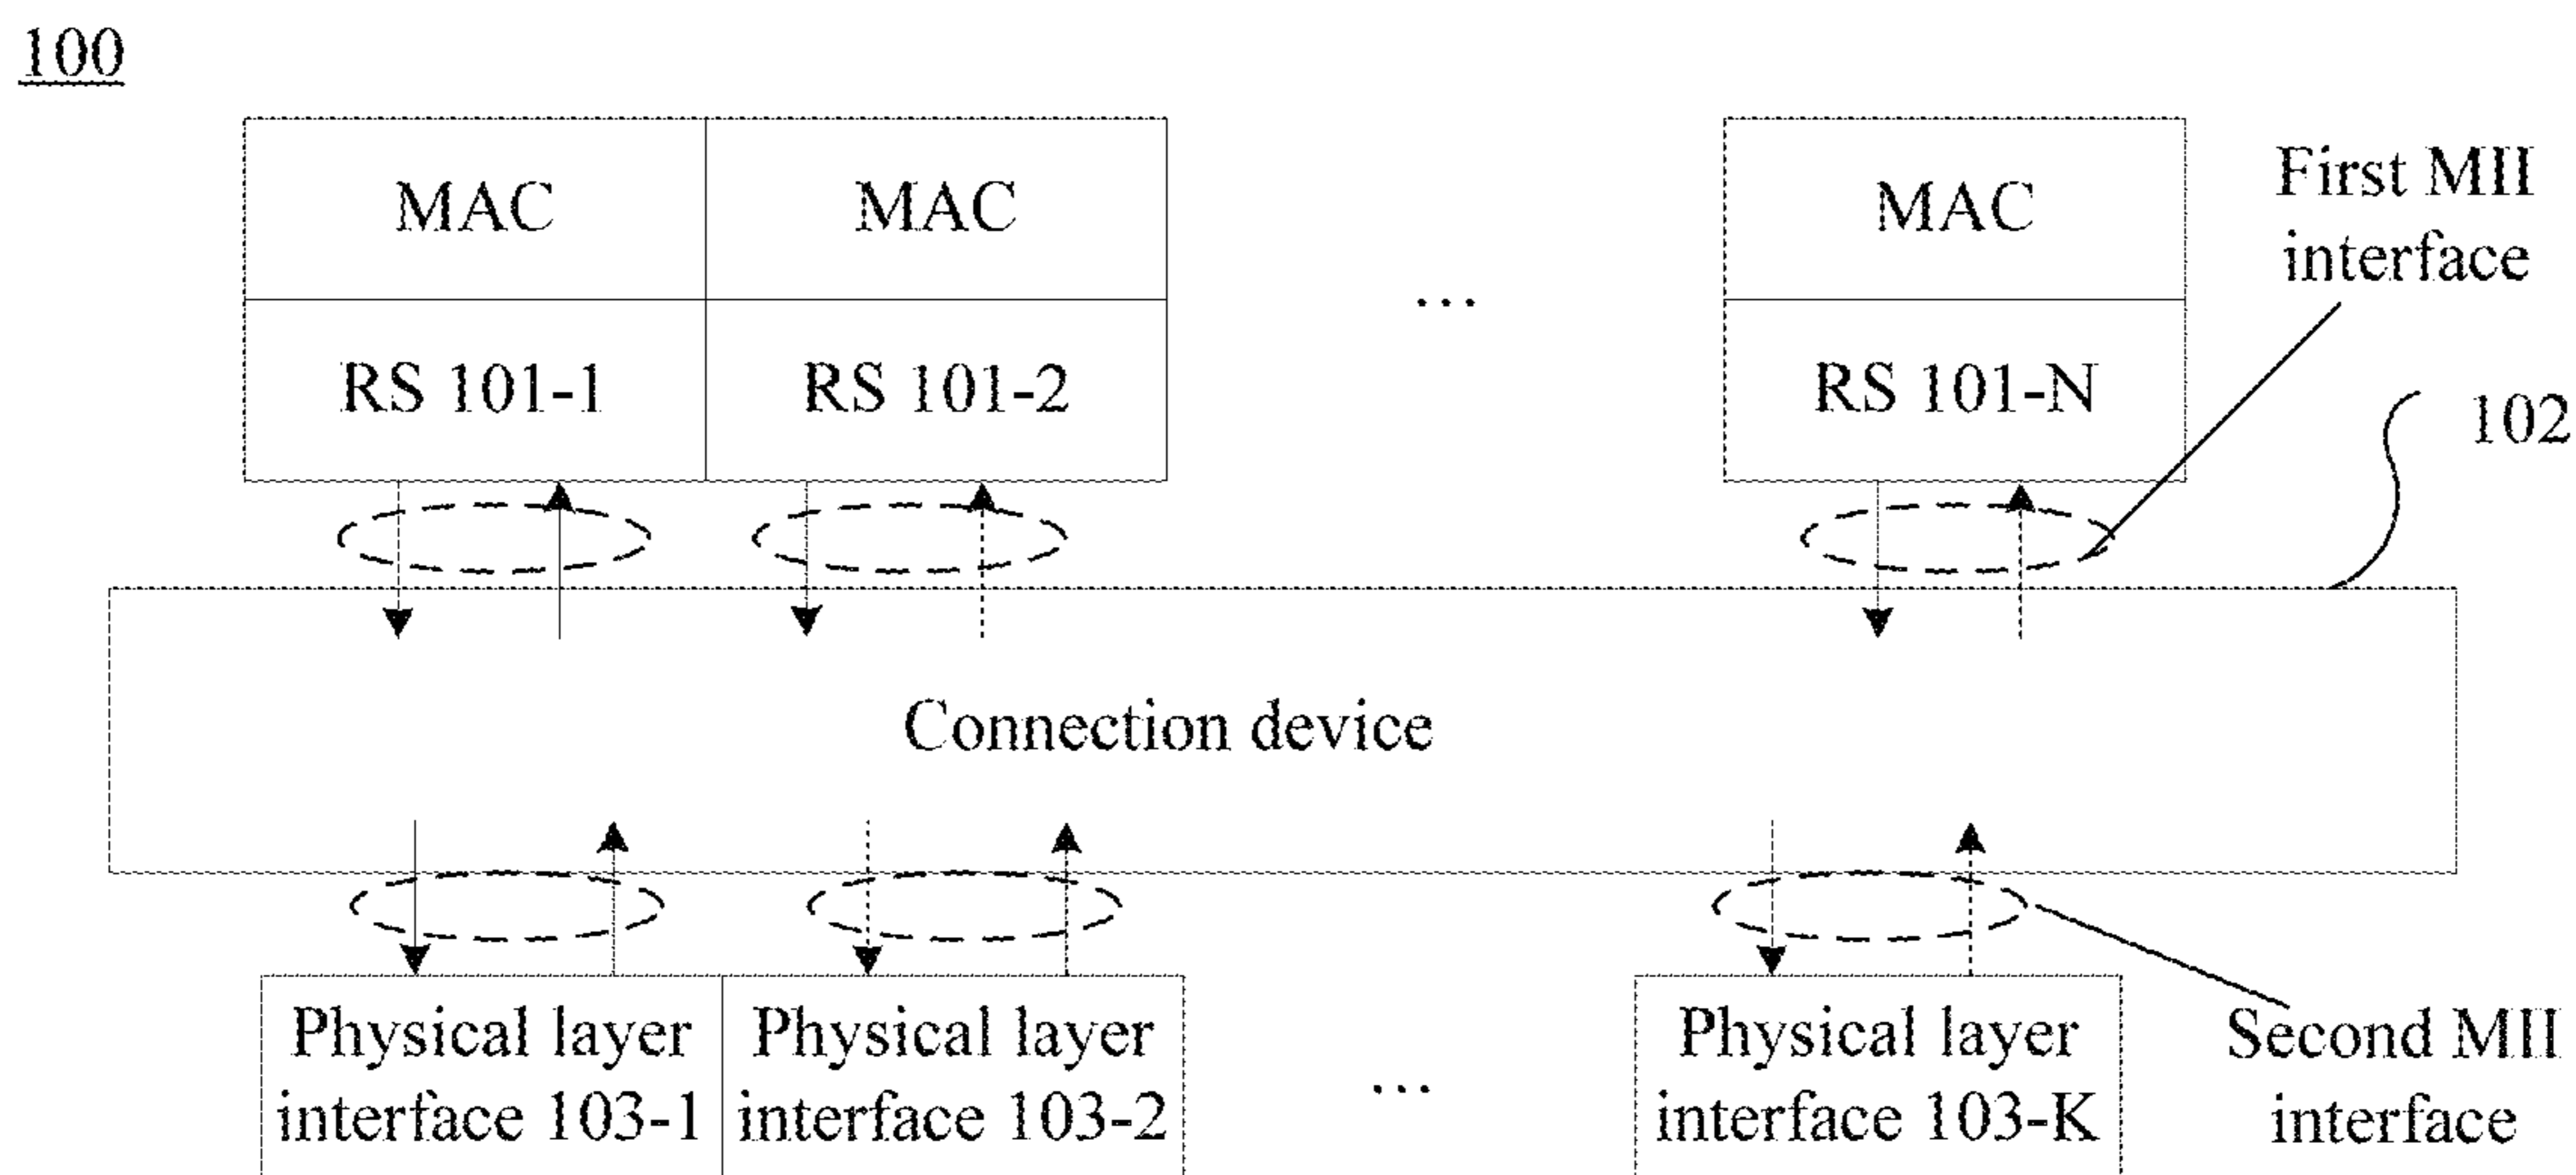 100
MAC
MAC
MAC
First MII
interface
RS 101-1
RS 101-2
...
RS 101-N
102
Connection device
Physical layer
interface 103-1
Physical layer
interface 103-2
...
Physical layer
interface 103-K
Second MII
interface